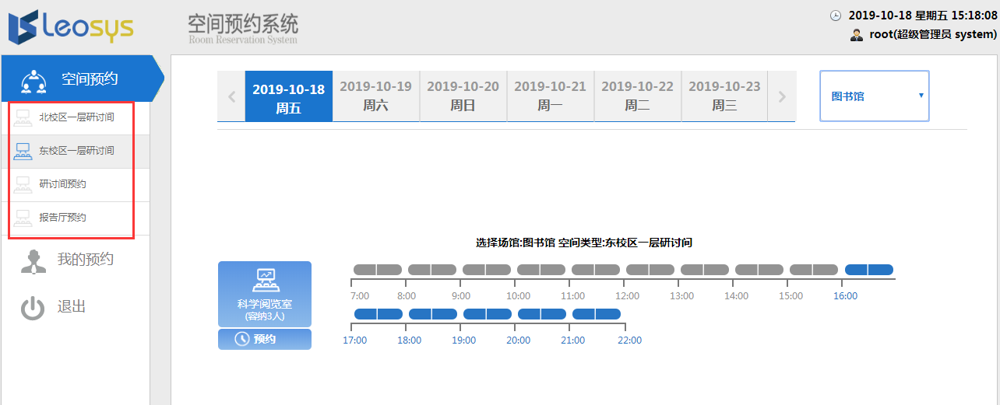 Leosys
空间预约系统
Room Reservation System
2019-10-18 星期五 15:18:08
root(超级管理员 system)
空间预约
北校区一层研讨间
东校区一层研讨间
研讨间预约
报告厅预约
我的预约
退出
2019-10-18
周五
2019-10-19
周六
2019-10-20
周日
2019-10-21
周一
2019-10-22
周二
2019-10-23
周三
图书馆
选择场馆:图书馆 空间类型:东校区一层研讨间
科学阅览室
(容纳3人)
预约
7:00 8:00 9:00 10:00 11:00 12:00 13:00 14:00 15:00 16:00
17:00 18:00 19:00 20:00 21:00 22:00